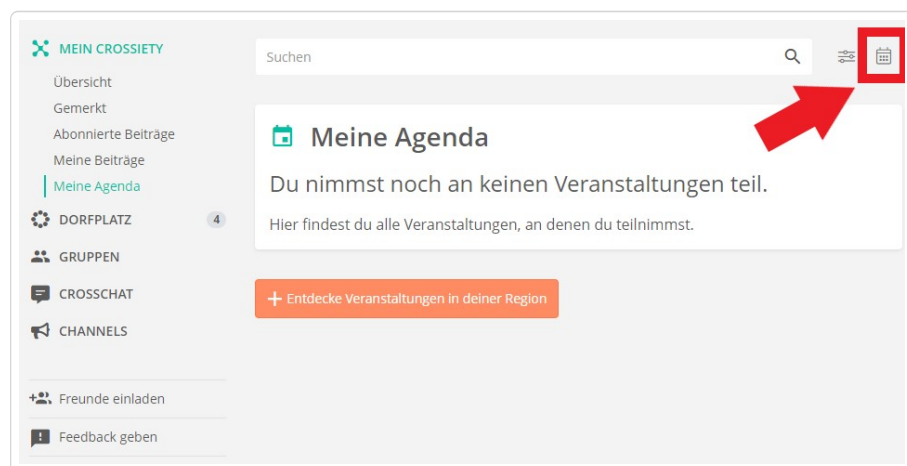 MEIN CROSSIETY
Übersicht
Gemerkt
Abonnierte Beiträge
Meine Beiträge
Meine Agenda
DORFPLATZ 4
GRUPPEN
CROSSCHAT
CHANNELS
Freunde einladen
Feedback geben
Suchen
Meine Agenda
Du nimmst noch an keinen Veranstaltungen teil.
Hier findest du alle Veranstaltungen, an denen du teilnimmst.
+ Entdecke Veranstaltungen in deiner Region